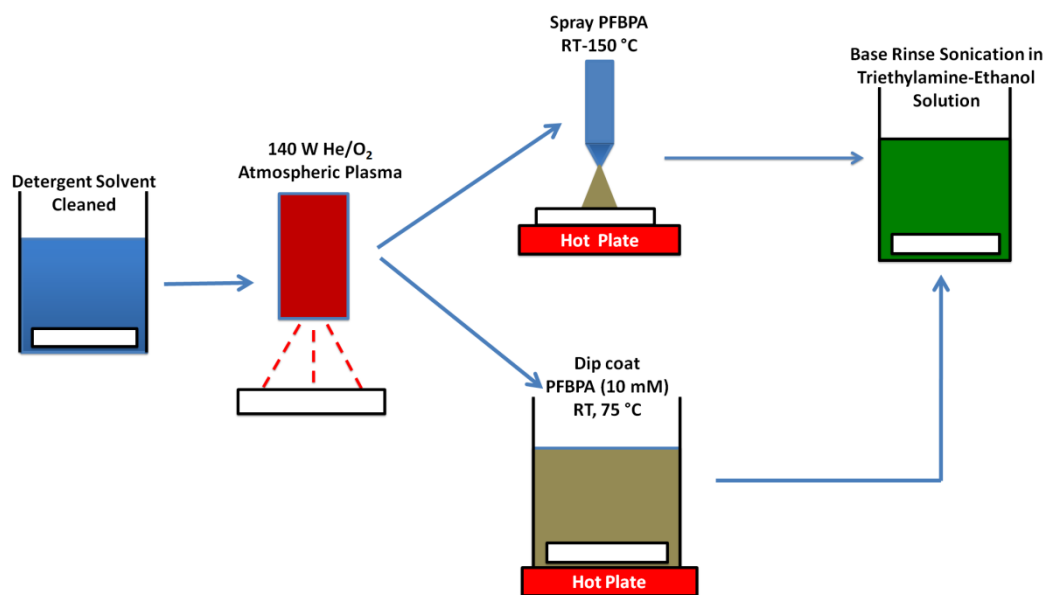 Detergent Solvent
Cleaned
140 W He/O₂
Atmospheric Plasma
Spray PFBPA
RT-150 °C
Hot Plate
Dip coat
PFBPA (10 mM)
RT, 75 °C
Hot Plate
Base Rinse Sonication in
Triethylamine-Ethanol
Solution